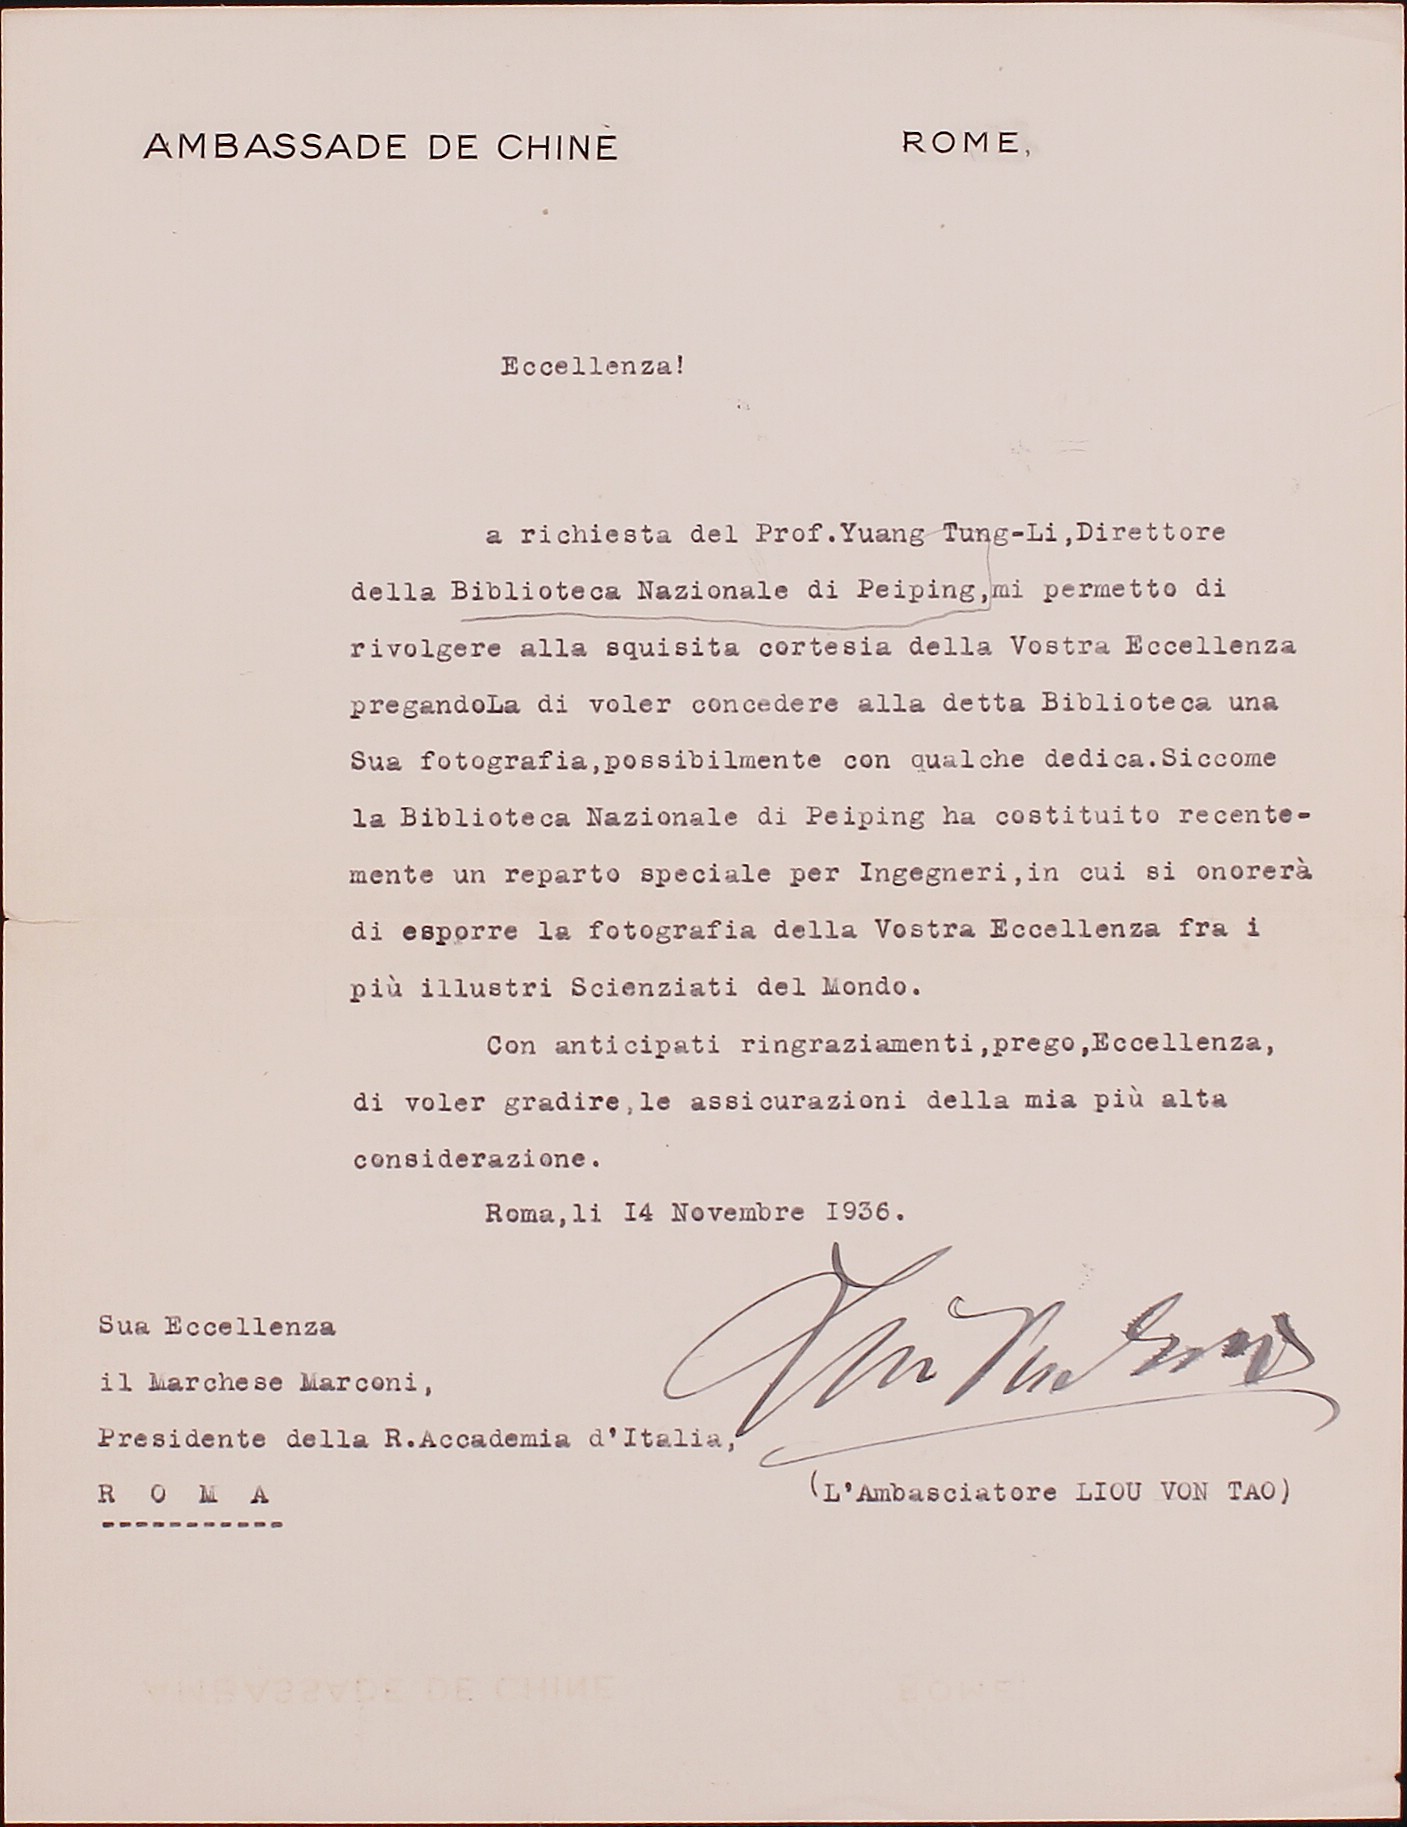 AMBASSADE DE CHINE
ROME,
Eccellenza!
a richiesta del Prof.Yuang Tung-Li,Direttore
della Biblioteca Nazionale di Peiping,mi permetto di
rivolgere alla squisita cortesia della Vostra Eccellenza
pregandoLa di voler concedere alla detta Biblioteca una
Sua fotografia,possibilmente con qualche dedica.Siccome
la Biblioteca Nazionale di Peiping ha costituito recente-
mente un reparto speciale per Ingegneri,in cui si onorerà
di esporre la fotografia della Vostra Eccellenza fra i
più illustri Scienziati del Mondo.
Con anticipati ringraziamenti,prego,Eccellenza,
di voler gradire,le assicurazioni della mia più alta
considerazione.
Roma,li I4 Novembre I936.
Sua Eccellenza
il Marchese Marconi,
Presidente della R.Accademia d'Italia,
R O M A
(L'Ambasciatore LIOU VON TAO)